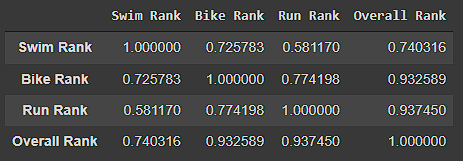 Swim Rank Bike Rank Run Rank Overall Rank
Swim Rank 1.000000 0.725783 0.581170 0.740316
Bike Rank 0.725783 1.000000 0.774198 0.932589
Run Rank 0.581170 0.774198 1.000000 0.937450
Overall Rank 0.740316 0.932589 0.937450 1.000000